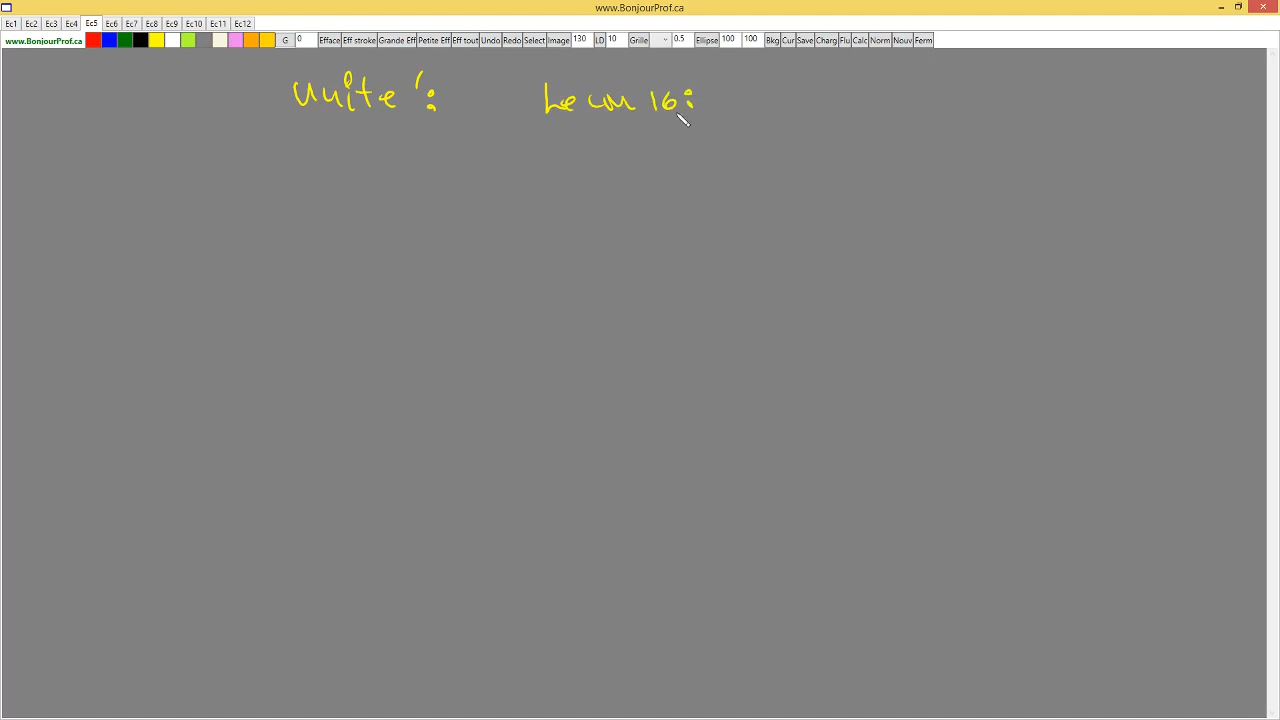 www.BonjourProf.ca
Ec1 Ec2 Ec3 Ec4 Ec5 Ec6 Ec7 Ec8 Ec9 Ec10 Ec11 Ec12
www.BonjourProf.ca G 0 Efface Eff stroke Grande Eff Petite Eff Eff tout Undo Redo Select Image 130 LD 10 Grille 0.5 Ellipse 100 100 Bkg Cur Save Charg Flu Calc Norm Nouv Ferm
Unité : Lecon 16: